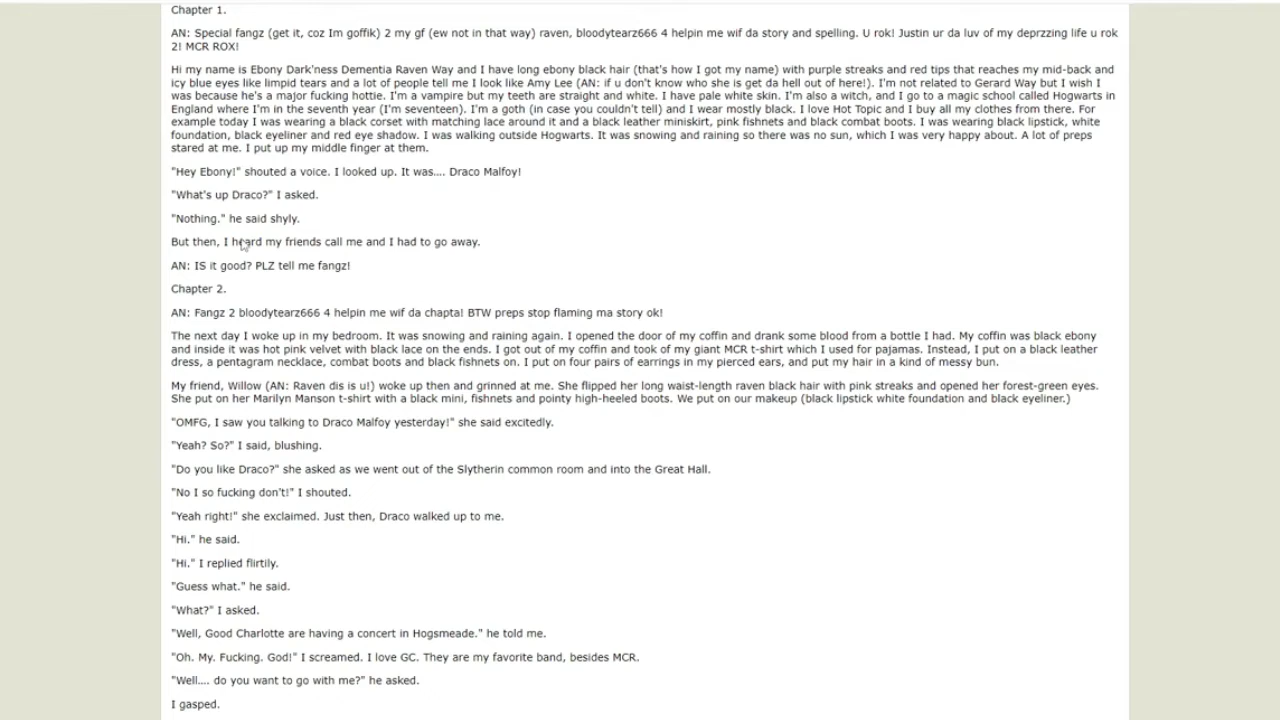 Chapter 1.
AN: Special fangz (get it, coz Im goffik) 2 my gf (ew not in that way) raven, bloodytearz666 4 helpin me wif da story and spelling. U rok! Justin ur da luv of my deprzzing life u rok
2! MCR ROX!
Hi my name is Ebony Dark'ness Dementia Raven Way and I have long ebony black hair (that's how I got my name) with purple streaks and red tips that reaches my mid-back and
icy blue eyes like limpid tears and a lot of people tell me I look like Amy Lee (AN: if u don't know who she is get da hell out of here!). I'm not related to Gerard Way but I wish I
was because he's a major fucking hottie. I'm a vampire but my teeth are straight and white. I have pale white skin. I'm also a witch, and I go to a magic school called Hogwarts in
England where I'm in the seventh year (I'm seventeen). I'm a goth (in case you couldn't tell) and I wear mostly black. I love Hot Topic and I buy all my clothes from there. For
example today I was wearing a black corset with matching lace around it and a black leather miniskirt, pink fishnets and black combat boots. I was wearing black lipstick, white
foundation, black eyeliner and red eye shadow. I was walking outside Hogwarts. It was snowing and raining so there was no sun, which I was very happy about. A lot of preps
stared at me. I put up my middle finger at them.
"Hey Ebony!" shouted a voice. I looked up. It was.... Draco Malfoy!
"What's up Draco?" I asked.
"Nothing." he said shyly.
But then, I heard my friends call me and I had to go away.
AN: IS it good? PLZ tell me fangz!
Chapter 2.
AN: Fangz 2 bloodytearz666 4 helpin me wif da chapta! BTW preps stop flaming ma story ok!
The next day I woke up in my bedroom. It was snowing and raining again. I opened the door of my coffin and drank some blood from a bottle I had. My coffin was black ebony
and inside it was hot pink velvet with black lace on the ends. I got out of my coffin and took of my giant MCR t-shirt which I used for pajamas. Instead, I put on a black leather
dress, a pentagram necklace, combat boots and black fishnets on. I put on four pairs of earrings in my pierced ears, and put my hair in a kind of messy bun.
My friend, Willow (AN: Raven dis is u!) woke up then and grinned at me. She flipped her long waist-length raven black hair with pink streaks and opened her forest-green eyes.
She put on her Marilyn Manson t-shirt with a black mini, fishnets and pointy high-heeled boots. We put on our makeup (black lipstick white foundation and black eyeliner.)
"OMFG, I saw you talking to Draco Malfoy yesterday!" she said excitedly.
"Yeah? So?" I said, blushing.
"Do you like Draco?" she asked as we went out of the Slytherin common room and into the Great Hall.
"No I so fucking don't!" I shouted.
"Yeah right!" she exclaimed. Just then, Draco walked up to me.
"Hi." he said.
"Hi." I replied flirtily.
"Guess what." he said.
"What?" I asked.
"Well, Good Charlotte are having a concert in Hogsmeade." he told me.
"Oh. My. Fucking. God!" I screamed. I love GC. They are my favorite band, besides MCR.
"Well.... do you want to go with me?" he asked.
I gasped.